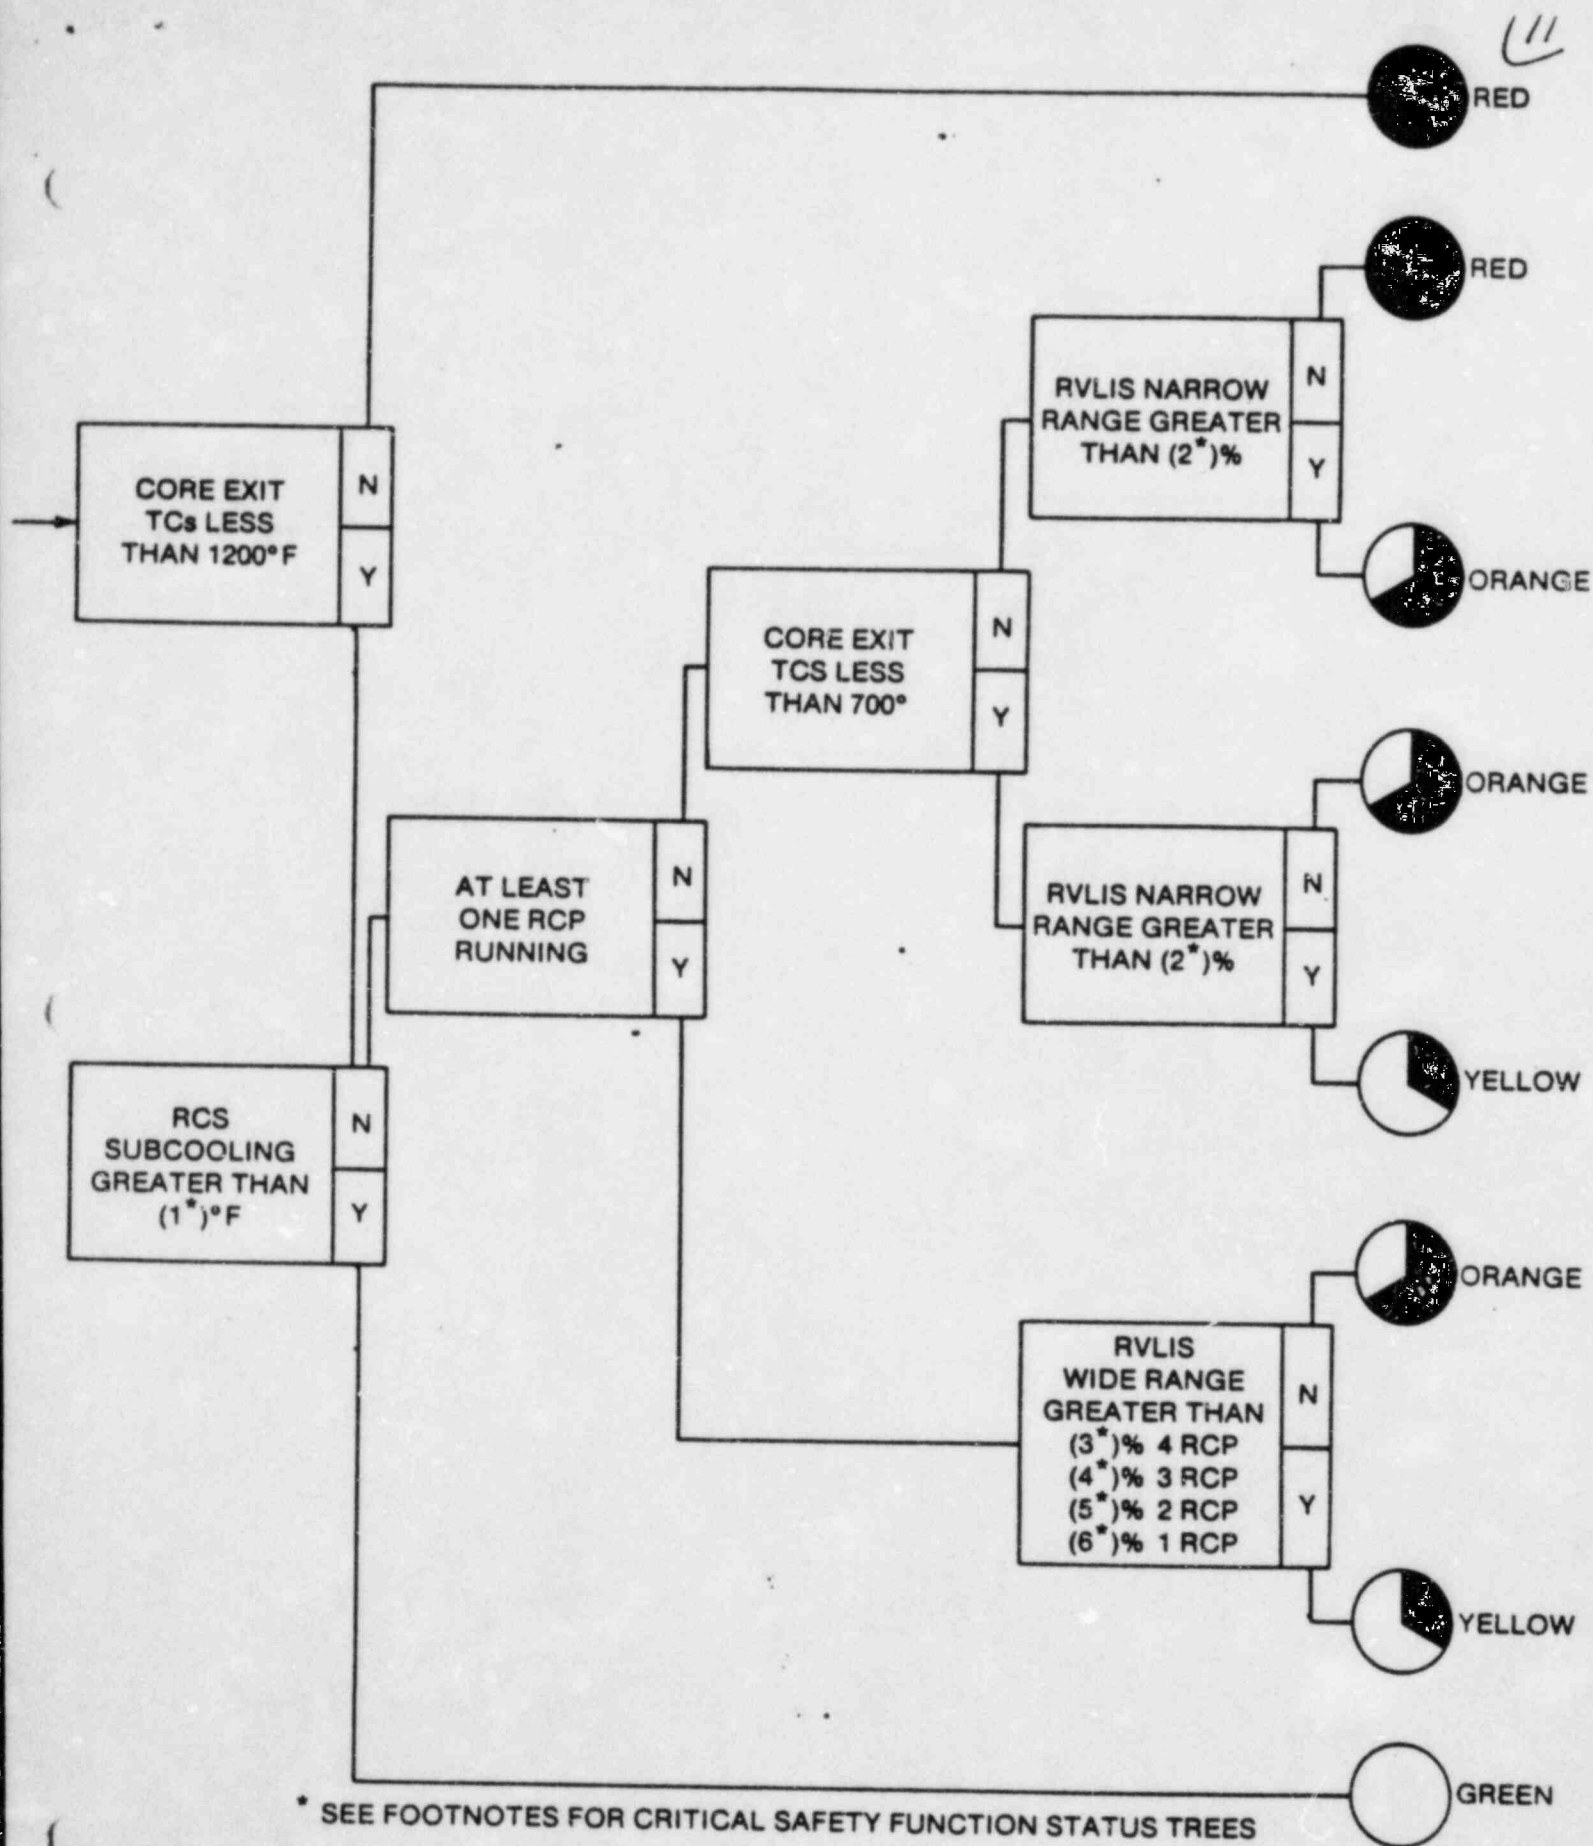 11
RED
RED
RVLIS NARROW
RANGE GREATER
THAN (2*)%
N
Y
CORE EXIT
TCs LESS
THAN 1200°F
N
Y
ORANGE
CORE EXIT
TCS LESS
THAN 700°
N
Y
ORANGE
AT LEAST
ONE RCP
RUNNING
N
Y
RVLIS NARROW
RANGE GREATER
THAN (2*)%
N
Y
YELLOW
RCS
SUBCOOLING
GREATER THAN
(1*)°F
N
Y
ORANGE
RVLIS
WIDE RANGE
GREATER THAN
(3*)% 4 RCP
(4*)% 3 RCP
(5*)% 2 RCP
(6*)% 1 RCP
N
Y
YELLOW
GREEN
* SEE FOOTNOTES FOR CRITICAL SAFETY FUNCTION STATUS TREES